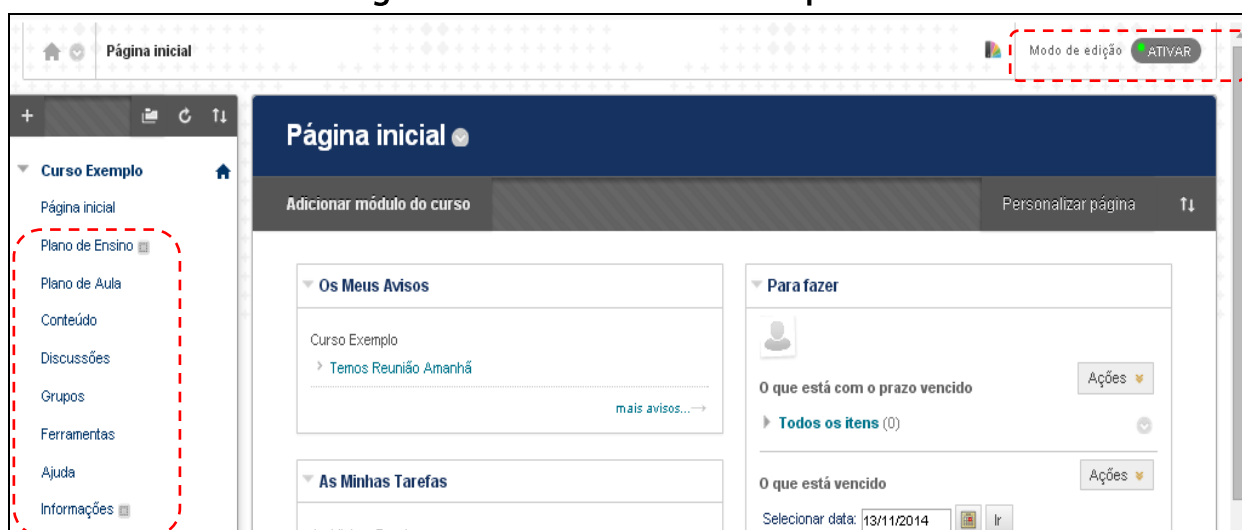 Página inicial
Modo de edição ATIVAR
Curso Exemplo
Página inicial
Plano de Ensino
Plano de Aula
Conteúdo
Discussões
Grupos
Ferramentas
Ajuda
Informações
Página inicial
Adicionar módulo do curso
Personalizar página
Os Meus Avisos
Curso Exemplo
Temos Reunião Amanhã
mais avisos...
As Minhas Tarefas
Para fazer
Ações
O que está com o prazo vencido
Todos os itens (0)
Ações
O que está vencido
Selecionar data: 13/11/2014 Ir